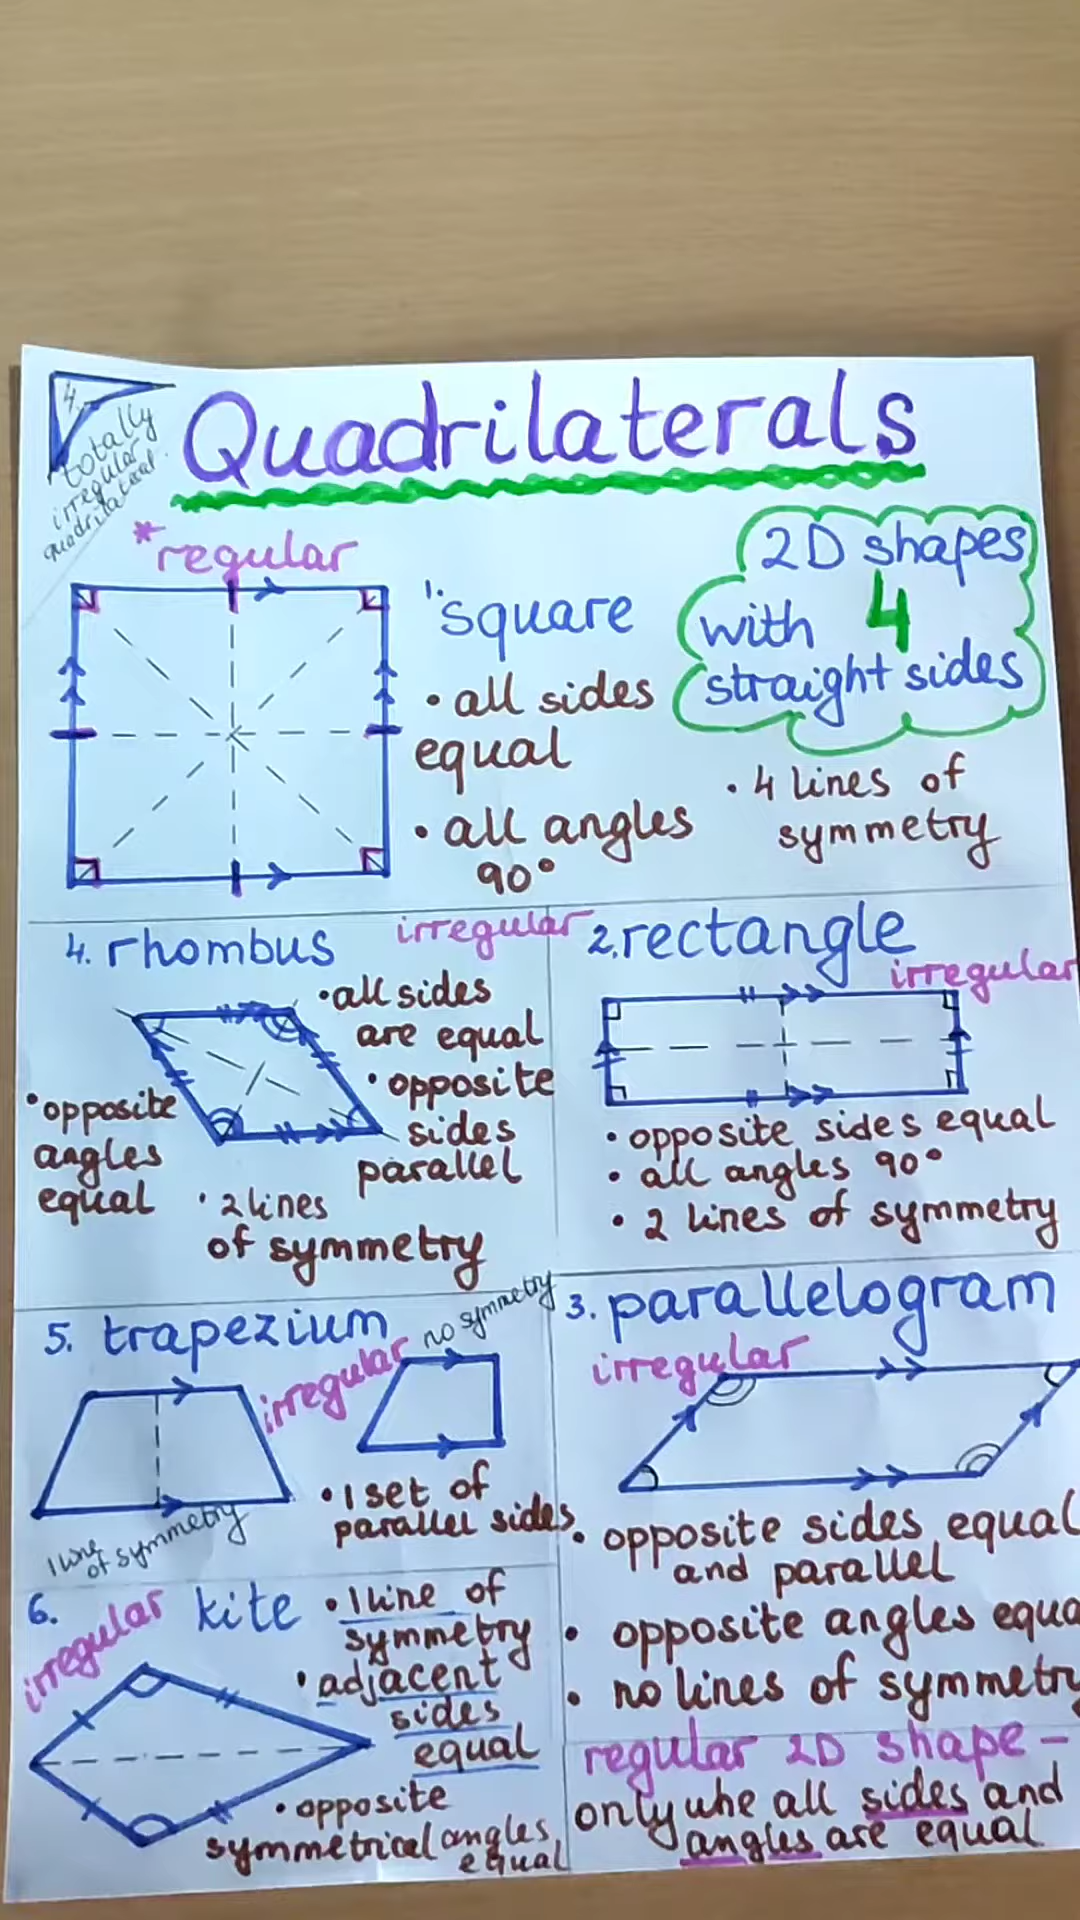 Quadrilaterals
4.
totally
irregular
quadrilateral.
*regular
2D shapes
with 4
straight sides
1. square
• all sides
equal
• all angles
90°
• 4 lines of
symmetry
4. rhombus
irregular
• all sides
are equal
• opposite
sides
parallel
• opposite
angles
equal
• 2 lines
of symmetry
2. rectangle
irregular
• opposite sides equal
• all angles 90°
• 2 lines of symmetry
5. trapezium
irregular
no symmetry
1 line
of symmetry
• 1 set of
parallel sides
3. parallelogram
irregular
• opposite sides equal
and parallel
• opposite angles equa
• no lines of symmetry
6. kite
irregular
• 1 line of
symmetry
• adjacent
sides
equal
• opposite
symmetrical angles
equal
regular 2D shape –
only whe all sides and
angles are equal